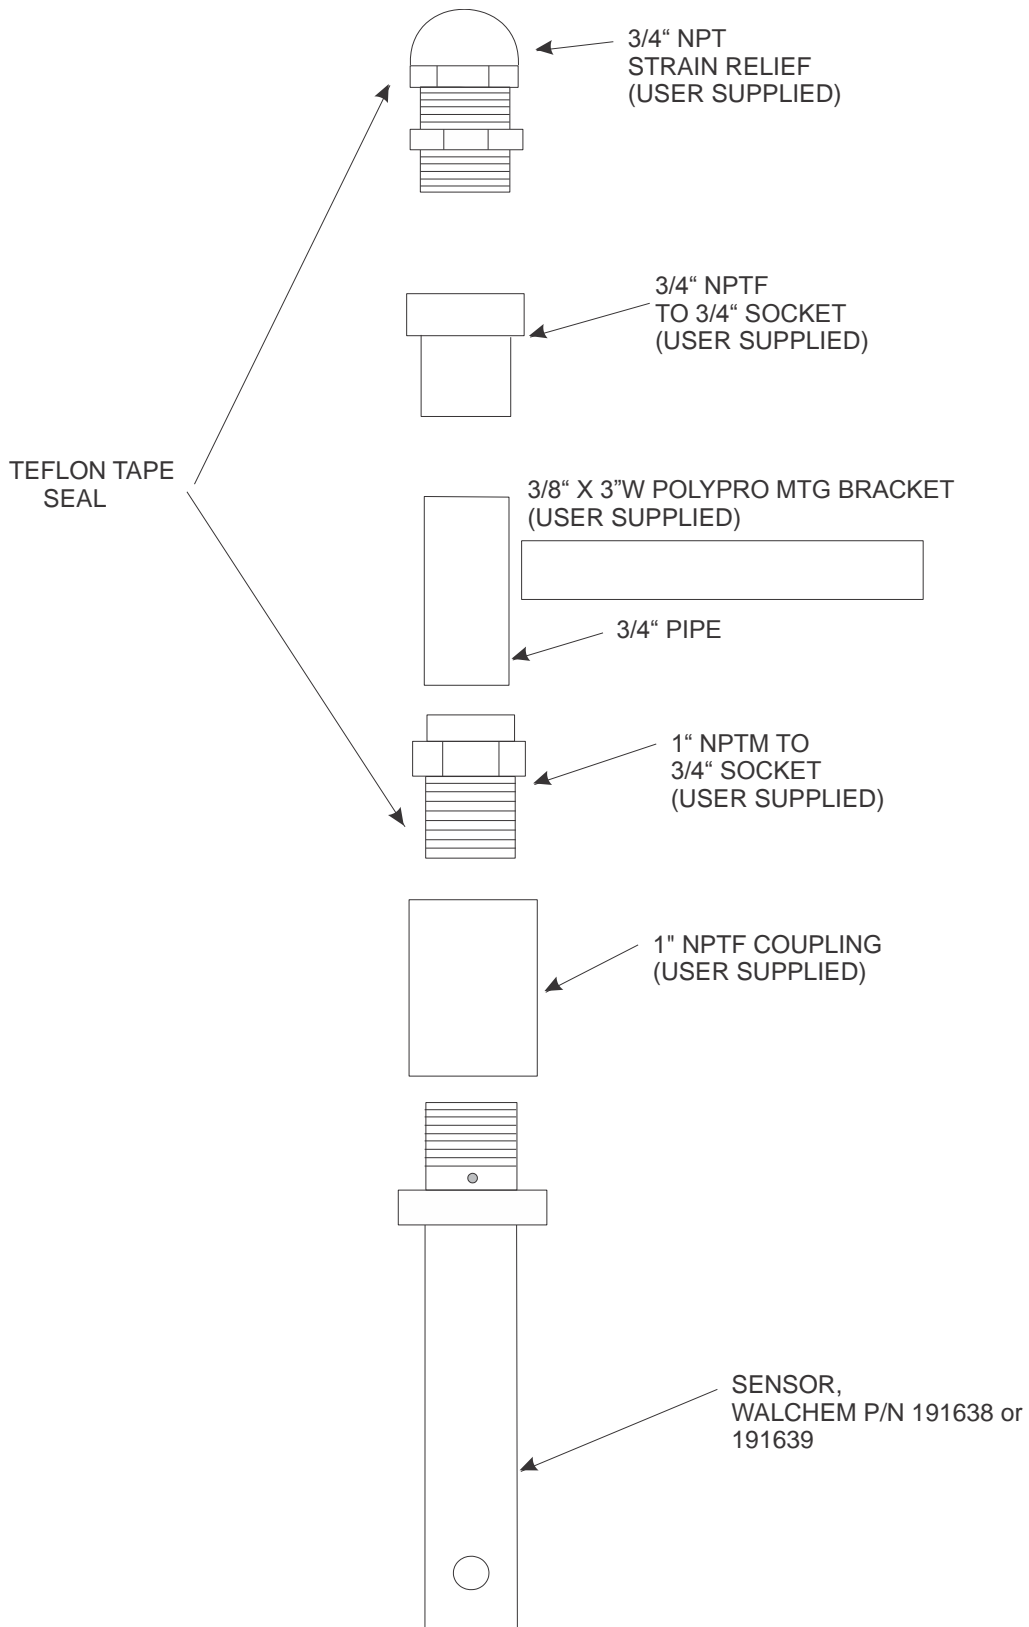 3/4“ NPT
STRAIN RELIEF
(USER SUPPLIED)
3/4“ NPTF
TO 3/4“ SOCKET
(USER SUPPLIED)
TEFLON TAPE
SEAL
3/8“ X 3”W POLYPRO MTG BRACKET
(USER SUPPLIED)
3/4“ PIPE
1“ NPTM TO
3/4“ SOCKET
(USER SUPPLIED)
1" NPTF COUPLING
(USER SUPPLIED)
SENSOR,
WALCHEM P/N 191638 or
191639